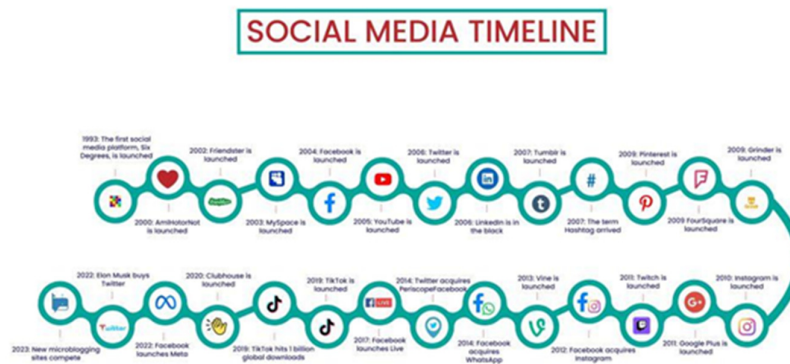 SOCIAL MEDIA TIMELINE
1993: The first social
media platform, Six
Degrees, is launched
2000: AmIHotorNot
is launched
2002: Friendster is
launched
2003: MySpace is
launched
2004: Facebook is
launched
2005: YouTube is
launched
2006: Twitter is
launched
2006: LinkedIn is in
the black
2007: Tumblr is
launched
2007: The term
Hashtag arrived
2009: Pinterest is
launched
2009 FourSquare is
launched
2009: Grinder is
launched
2010: Instagram is
launched
2011: Google Plus is
launched
2011: Twitch is
launched
2012: Facebook acquires
Instagram
2013: Vine is
launched
2014: Facebook
acquires
WhatsApp
2014: Twitter acquires
PeriscopeFacebook
2017: Facebook
launches Live
2019: TikTok is
launched
2019: TikTok hits 1 billion
global downloads
2020: Clubhouse is
launched
2022: Facebook
launches Meta
2022: Elon Musk buys
Twitter
2023: New microblogging
sites compete